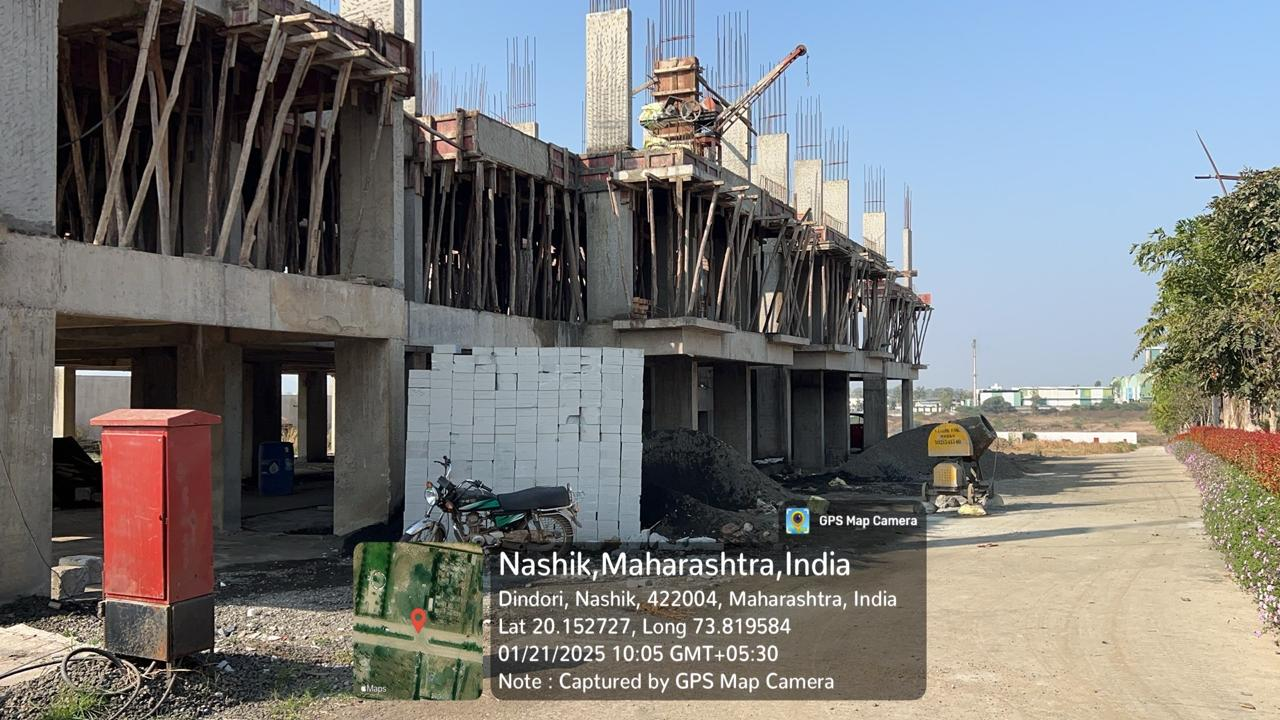 GPS Map Camera
Nashik,Maharashtra,India
Dindori, Nashik, 422004, Maharashtra, India
Lat 20.152727, Long 73.819584
01/21/2025 10:05 GMT+05:30
Note : Captured by GPS Map Camera
Maps